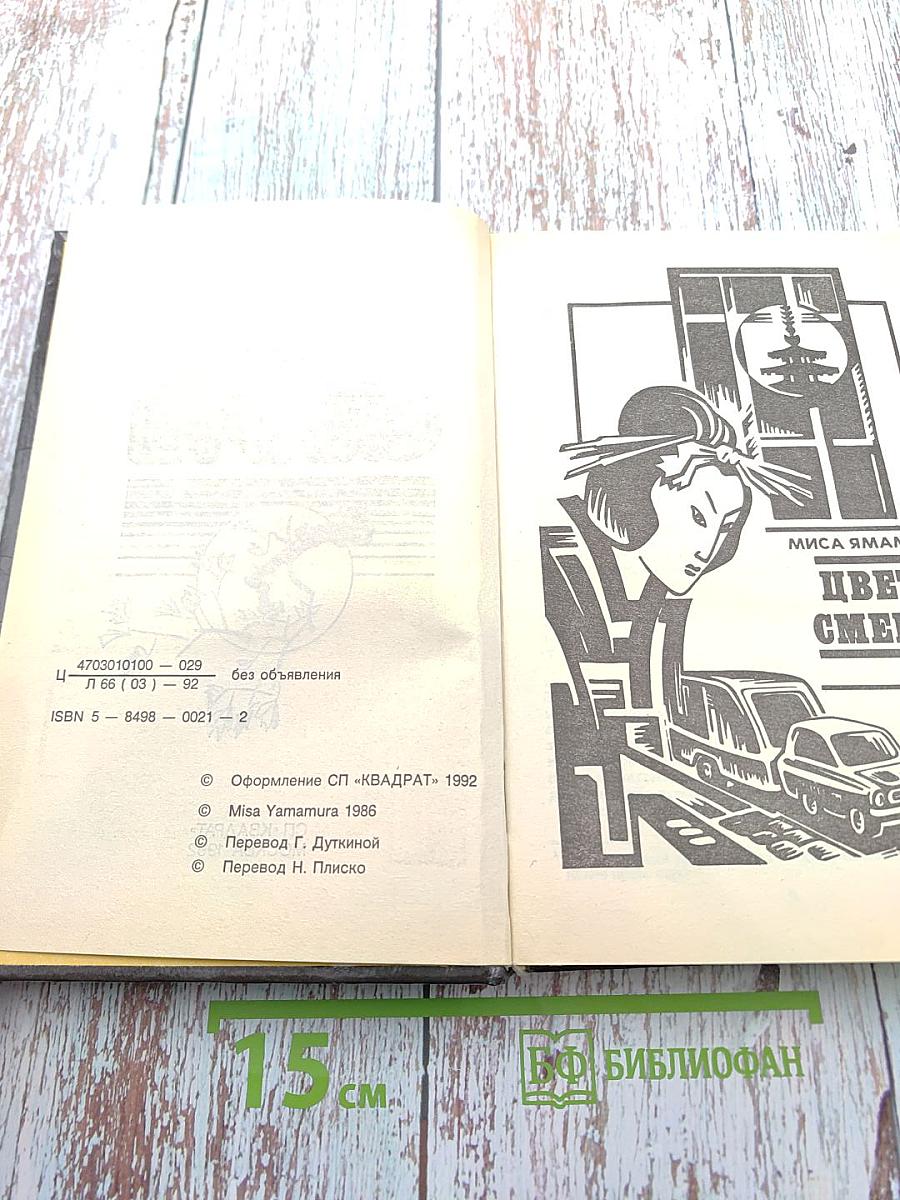 Ц 4703010100 — 029
Л 66 ( 03 ) — 92
без объявления
ISBN 5 — 8498 — 0021 — 2
© Оформление СП «КВАДРАТ» 1992
© Misa Yamamura 1986
© Перевод Г. Дуткиной
© Перевод Н. Плиско
МИСА ЯМАМ
ЦВЕТ
СМЕР
15 см
БФ БИБЛИОФАН